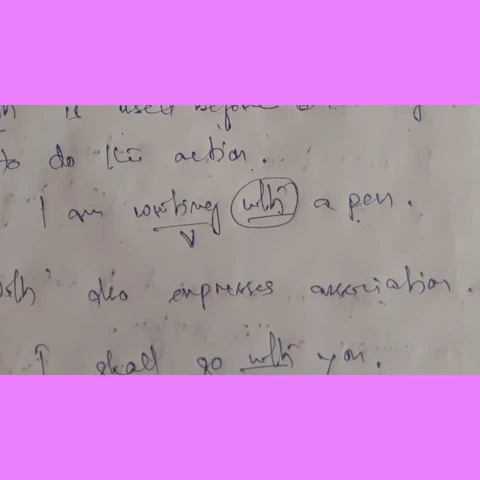 is used before
to do the action.
I am writing with a pen.
V
with' also expresses association.
I shall go with you.